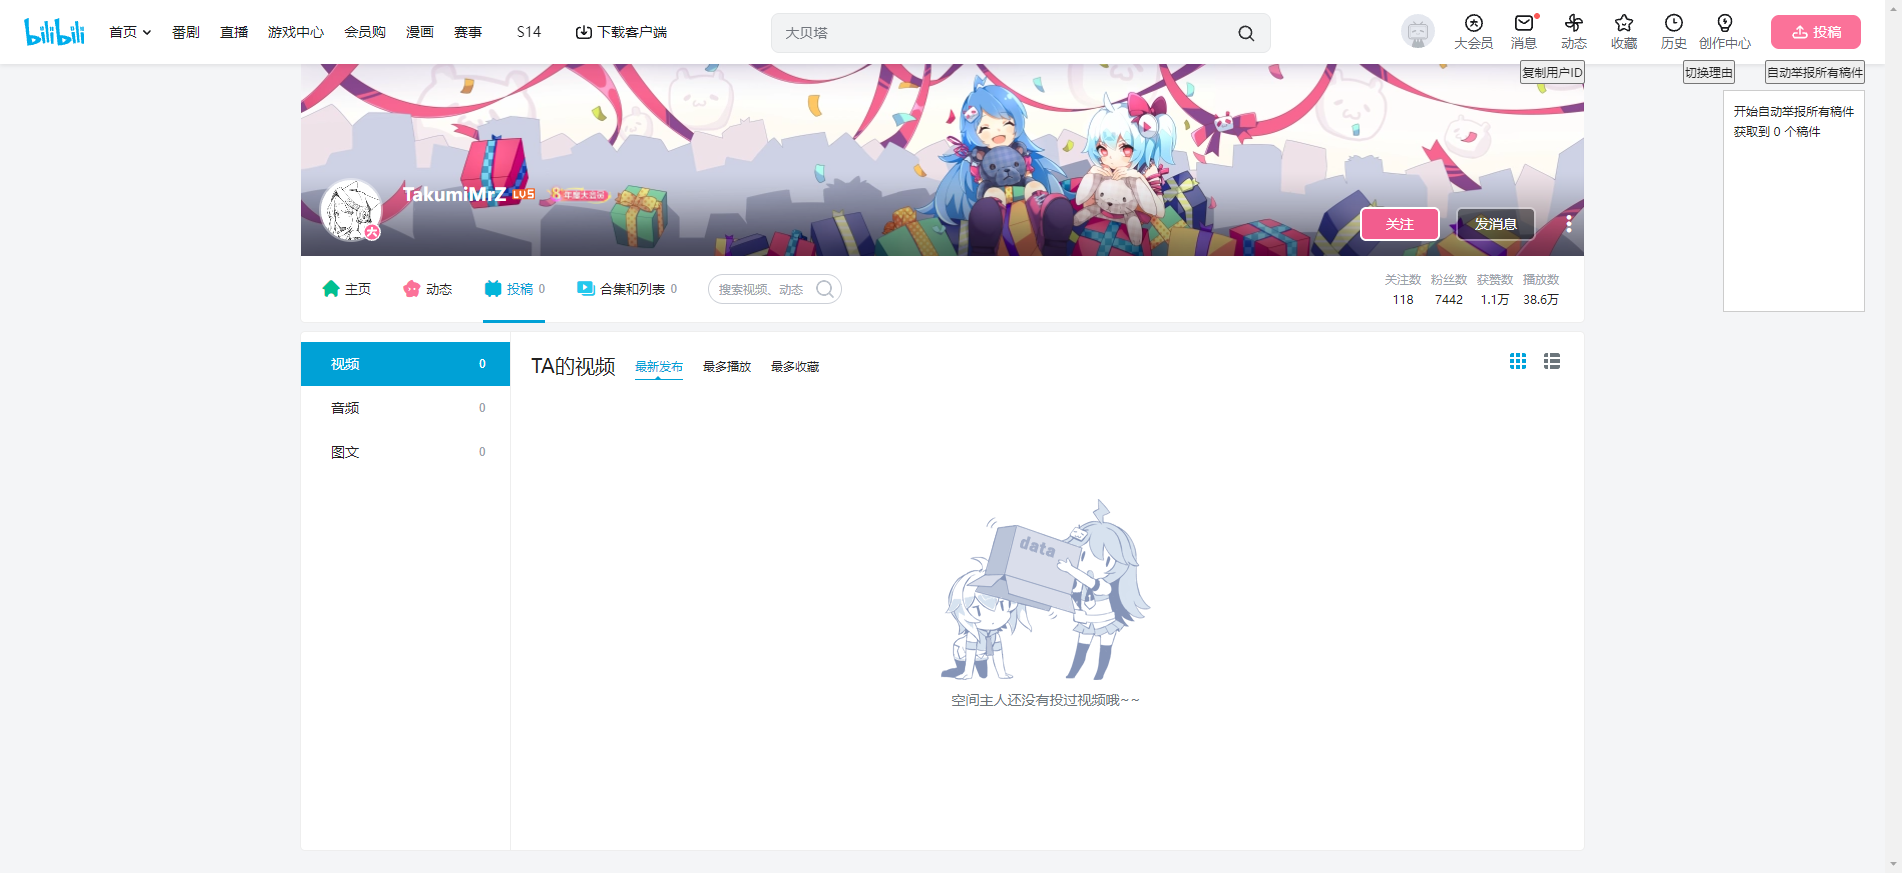 bilibili
首页
番剧
直播
游戏中心
会员购
漫画
赛事
S14
下载客户端
大贝塔
大会员
消息
动态
收藏
历史
创作中心
投稿
复制用户ID
切换理由
自动举报所有稿件
开始自动举报所有稿件
获取到 0 个稿件
TakumiMrZ LV5
年度大会员
大
关注
发消息
主页
动态
投稿 0
合集和列表 0
搜索视频、动态
关注数 粉丝数 获赞数 播放数
118 7442 1.1万 38.6万
视频 0
音频 0
图文 0
TA的视频
最新发布
最多播放
最多收藏
data
空间主人还没有投过视频哦~~